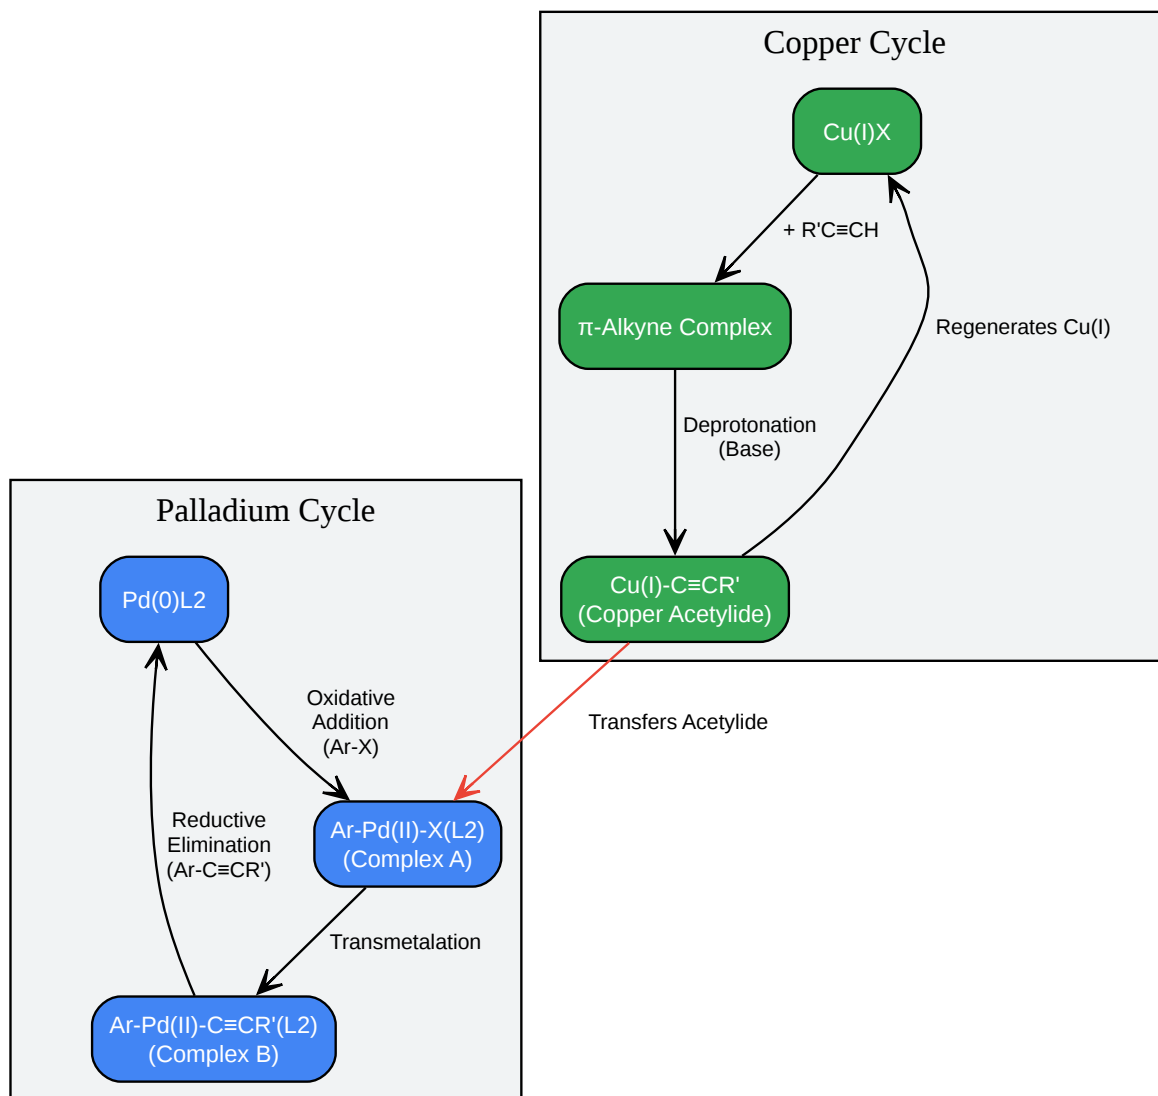 Copper Cycle
Cu(I)X
+ R'C≡CH
π-Alkyne Complex
Regenerates Cu(I)
Deprotonation
(Base)
Cu(I)-C≡CR'
(Copper Acetylide)
Transfers Acetylide
Palladium Cycle
Pd(0)L2
Oxidative
Addition
(Ar-X)
Reductive
Elimination
(Ar-C≡CR')
Ar-Pd(II)-X(L2)
(Complex A)
Transmetalation
Ar-Pd(II)-C≡CR'(L2)
(Complex B)